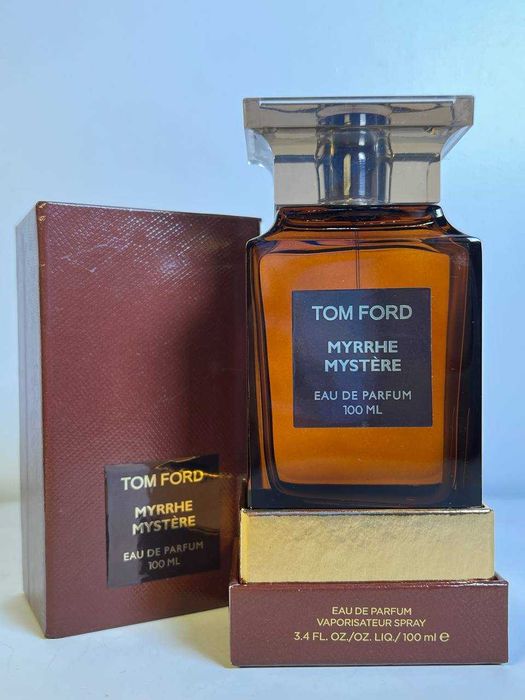 TOM FORD
MYRRHE
MYSTÈRE
EAU DE PARFUM
100 ML
TOM FORD
MYRRHE
MYSTÈRE
EAU DE PARFUM
100 ML
EAU DE PARFUM
VAPORISATEUR SPRAY
3.4 FL. OZ./OZ. LIQ./ 100 ml ℮